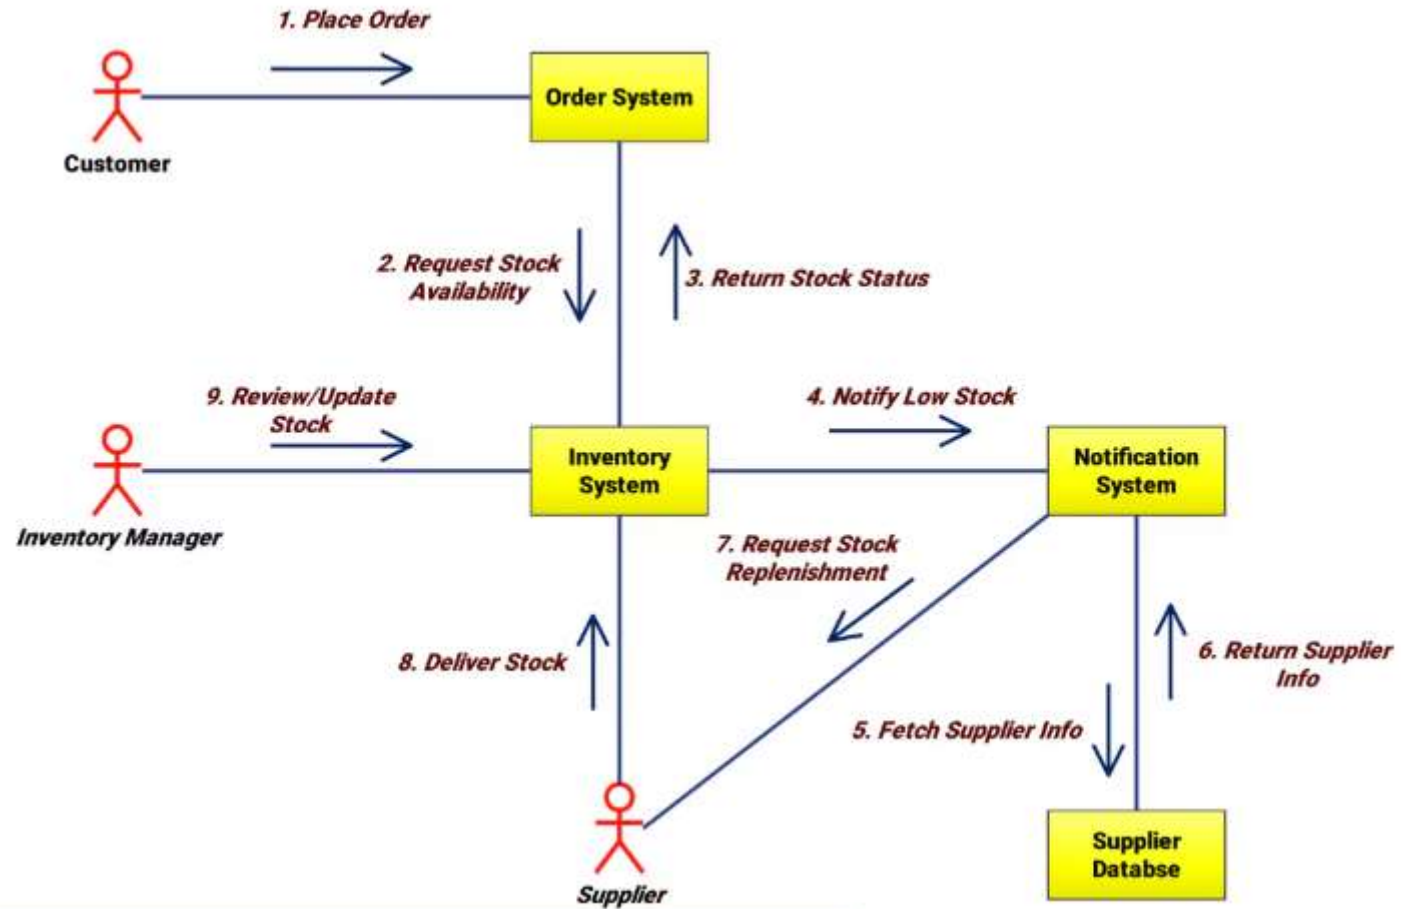 1. Place Order
Order System
Customer
2. Request Stock
Availability
3. Return Stock Status
9. Review/Update
Stock
4. Notify Low Stock
Inventory
System
Notification
System
Inventory Manager
7. Request Stock
Replenishment
8. Deliver Stock
6. Return Supplier
Info
5. Fetch Supplier Info
Supplier
Databse
Supplier